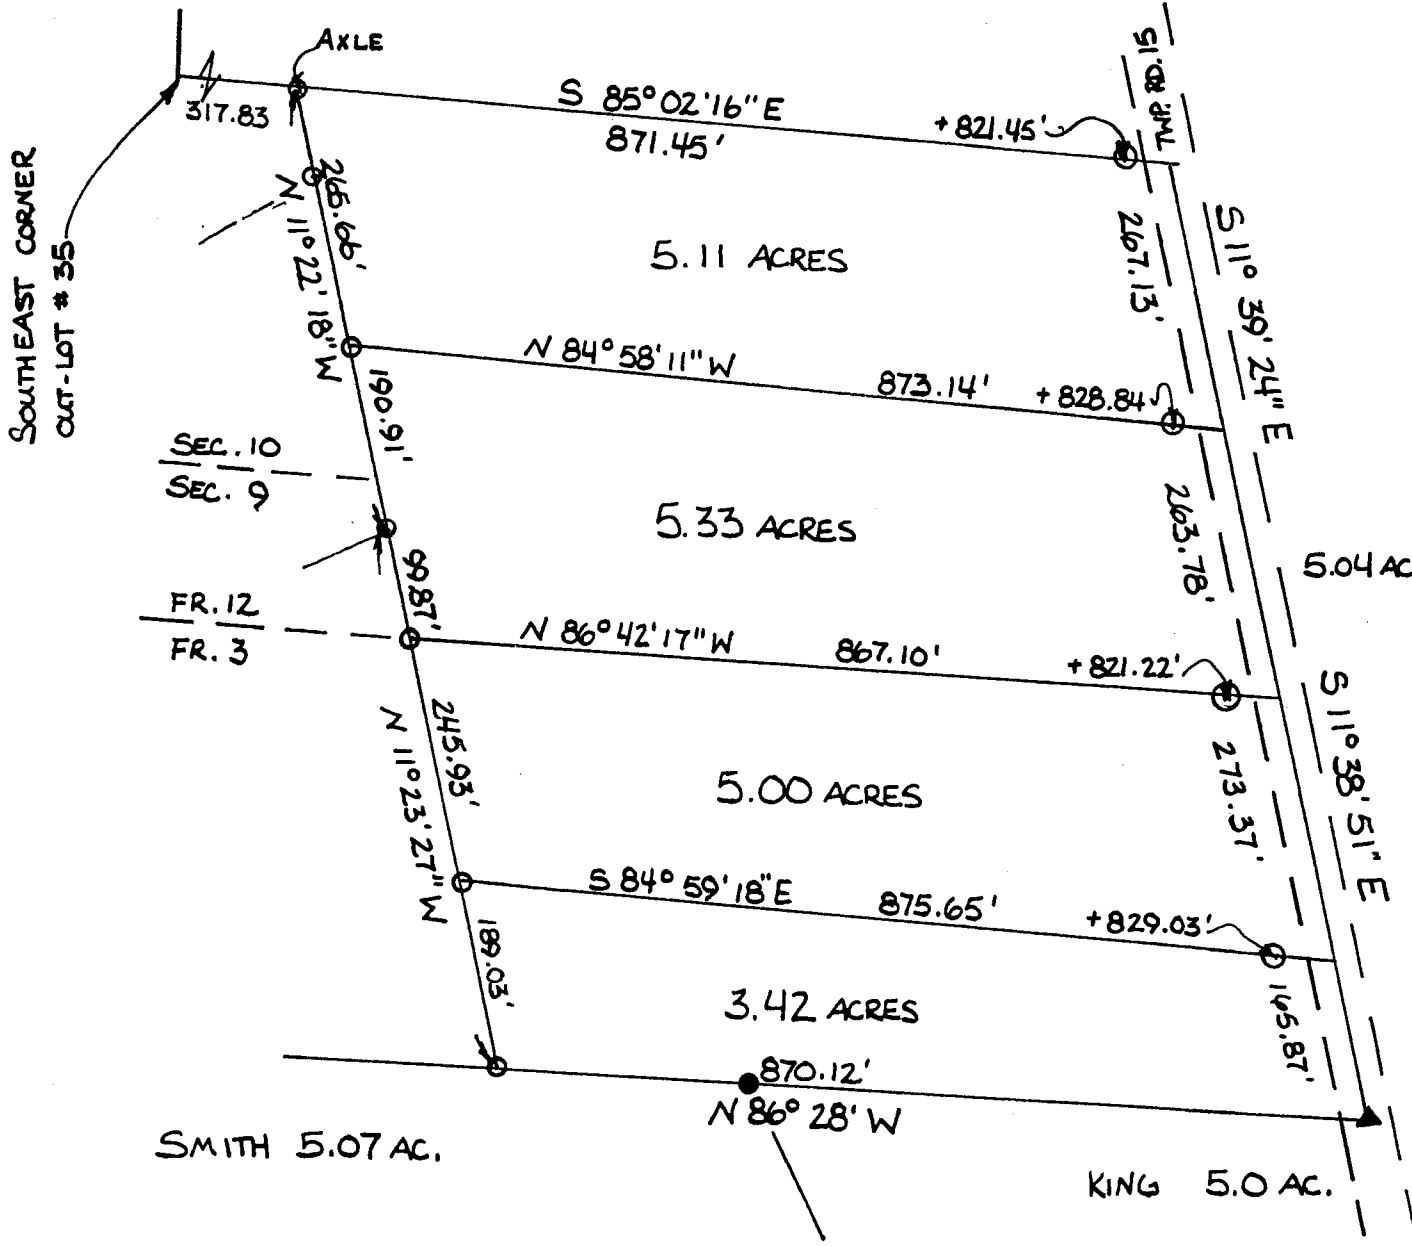 AXLE
317.83
S 85° 02' 16" E
871.45'
+821.45'
TWP. RD. 51
SOUTHEAST CORNER
OUT-LOT # 35
265.66'
N 11° 22' 18" W
5.11 ACRES
267.13'
S 11° 39' 24" E
N 84° 58' 11" W
873.14'
+828.84
190.91'
SEC. 10
SEC. 9
5.33 ACRES
263.78'
5.04 AC
99.87'
FR. 12
FR. 3
N 86° 42' 17" W
867.10'
+821.22'
245.93'
N 11° 23' 27" W
5.00 ACRES
273.37'
S 11° 38' 51" E
S 84° 59' 18" E
875.65'
+829.03'
189.03'
3.42 ACRES
165.87'
870.12'
N 86° 28' W
SMITH 5.07 AC.
KING 5.0 AC.